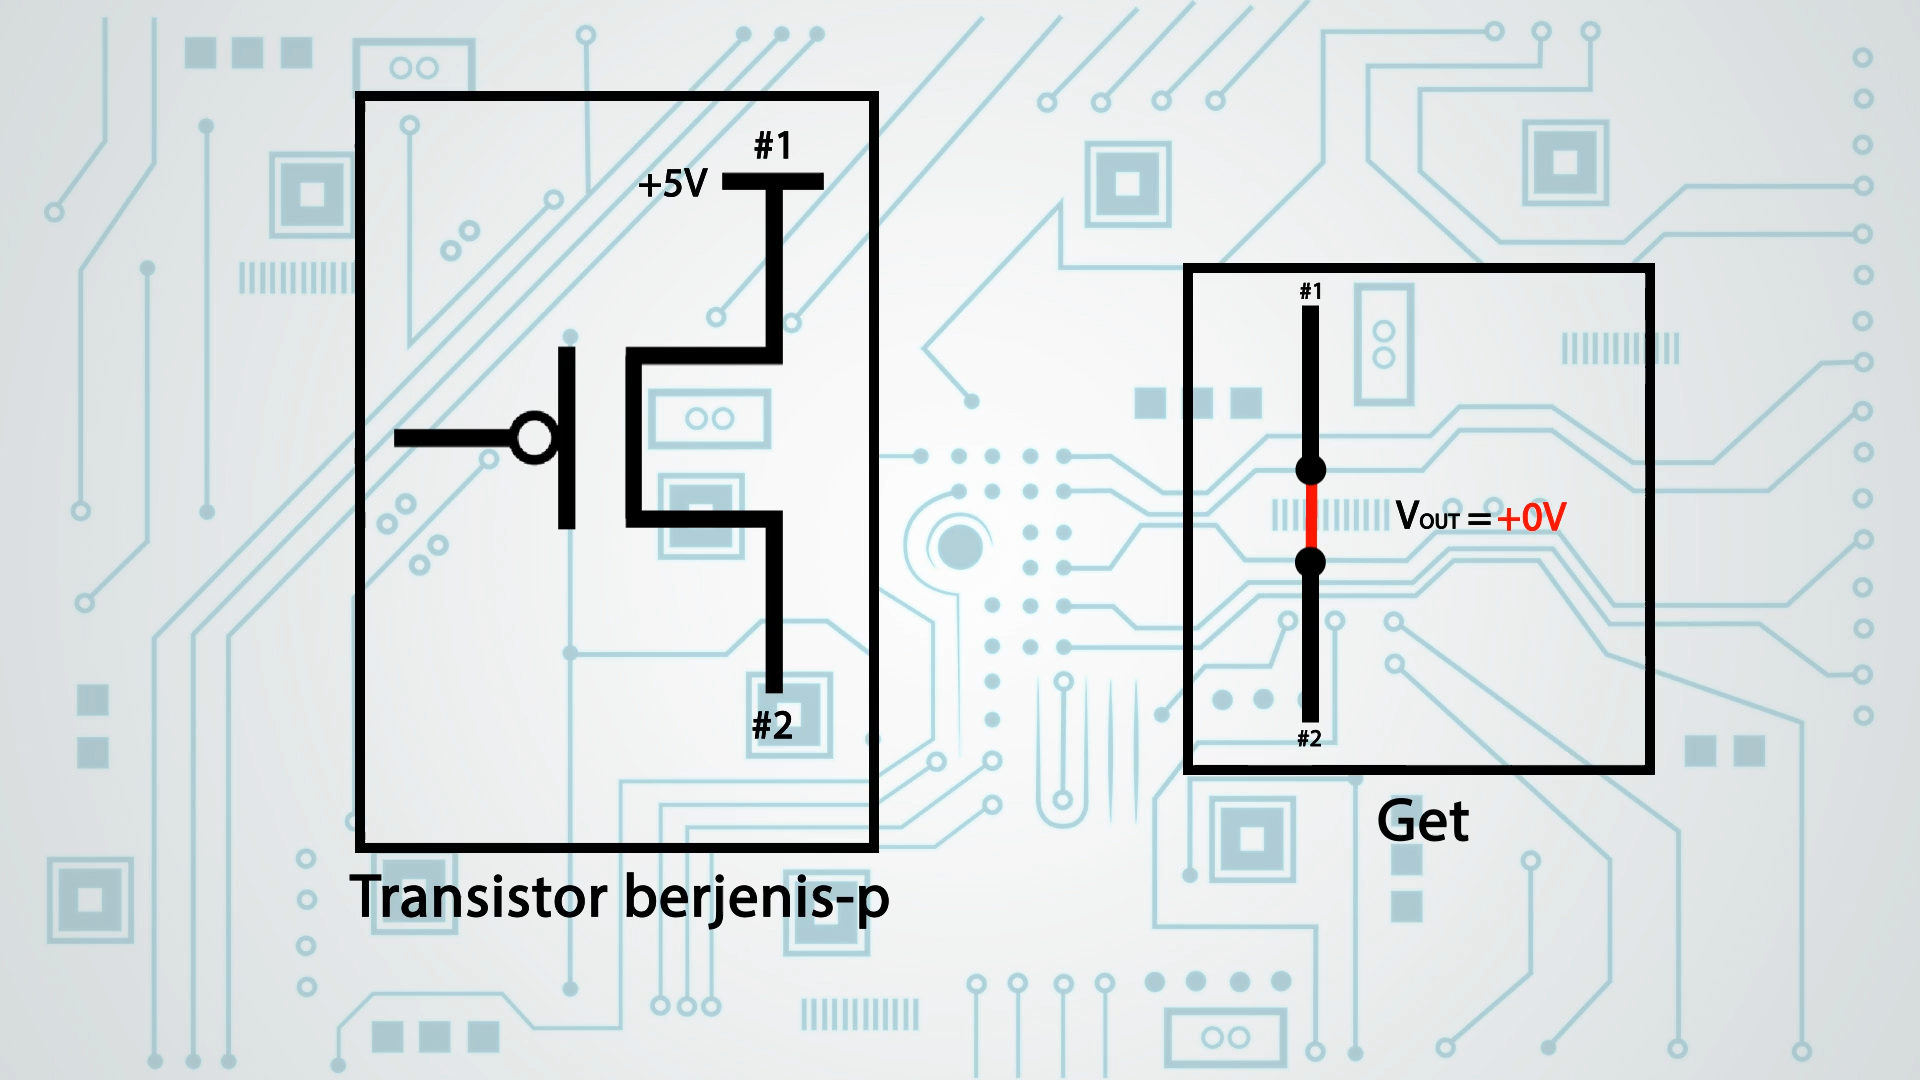 #1
+5V
#2
Transistor berjenis-p
#1
VOUT = +0V
#2
Get